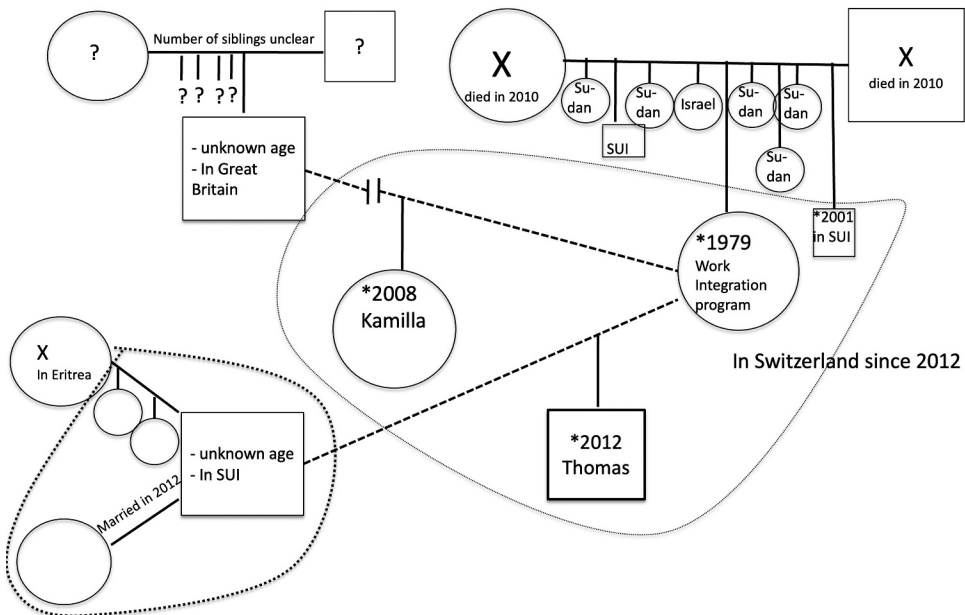 ?
Number of siblings unclear
?
? ? ? ?
X
died in 2010
X
died in 2010
Su-
dan
SUI
Su-
dan
Israel
Su-
dan
Su-
dan
Su-
dan
*2001
in SUI
- unknown age
- In Great
Britain
*1979
Work
Integration
program
*2008
Kamilla
In Switzerland since 2012
X
In Eritrea
- unknown age
- In SUI
*2012
Thomas
Married in 2012